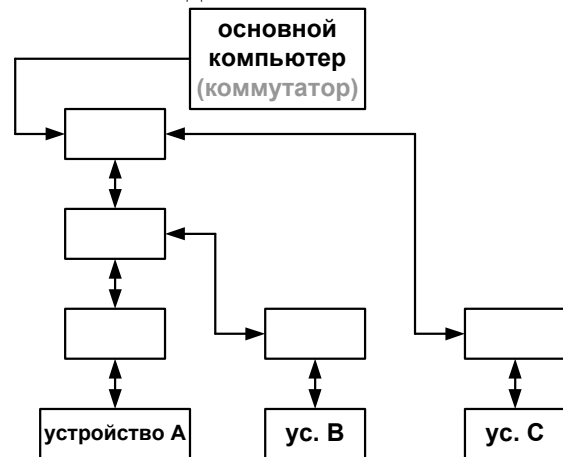 основной
компьютер
(коммутатор)
устройство А
ус. В
ус. С